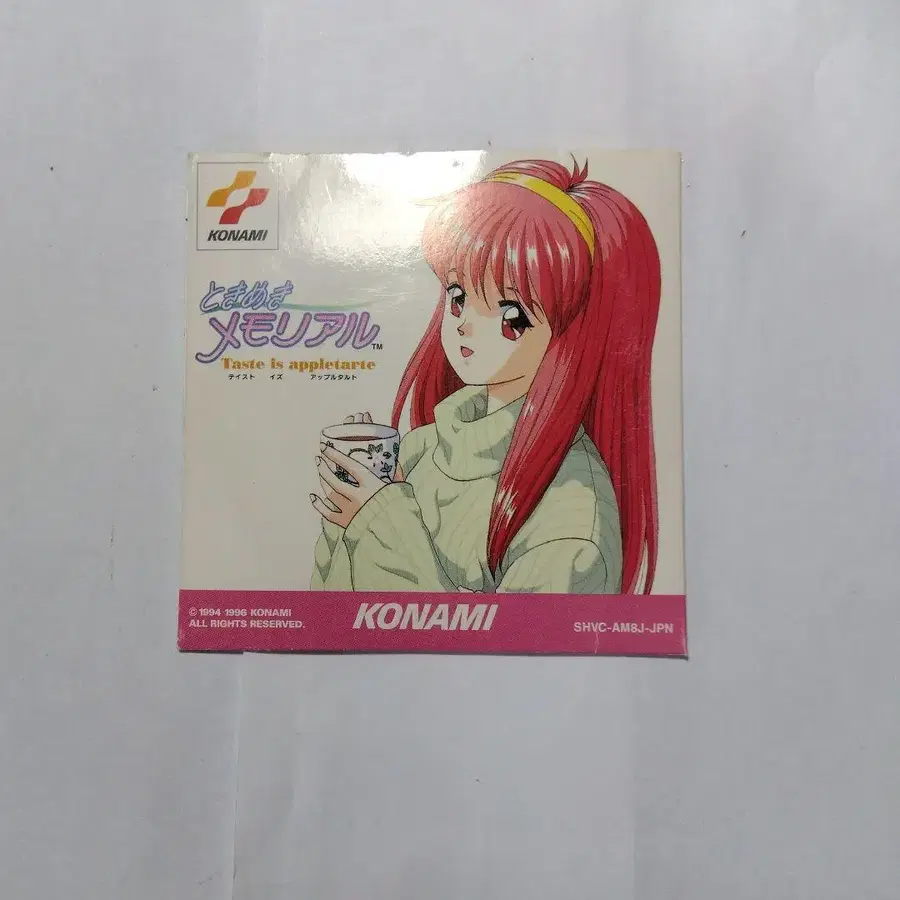 KONAMI
ときめき
メモリアル™
Taste is appletarte
テイスト イズ アップルタルト
© 1994 1996 KONAMI
ALL RIGHTS RESERVED.
KONAMI
SHVC-AM8J-JPN